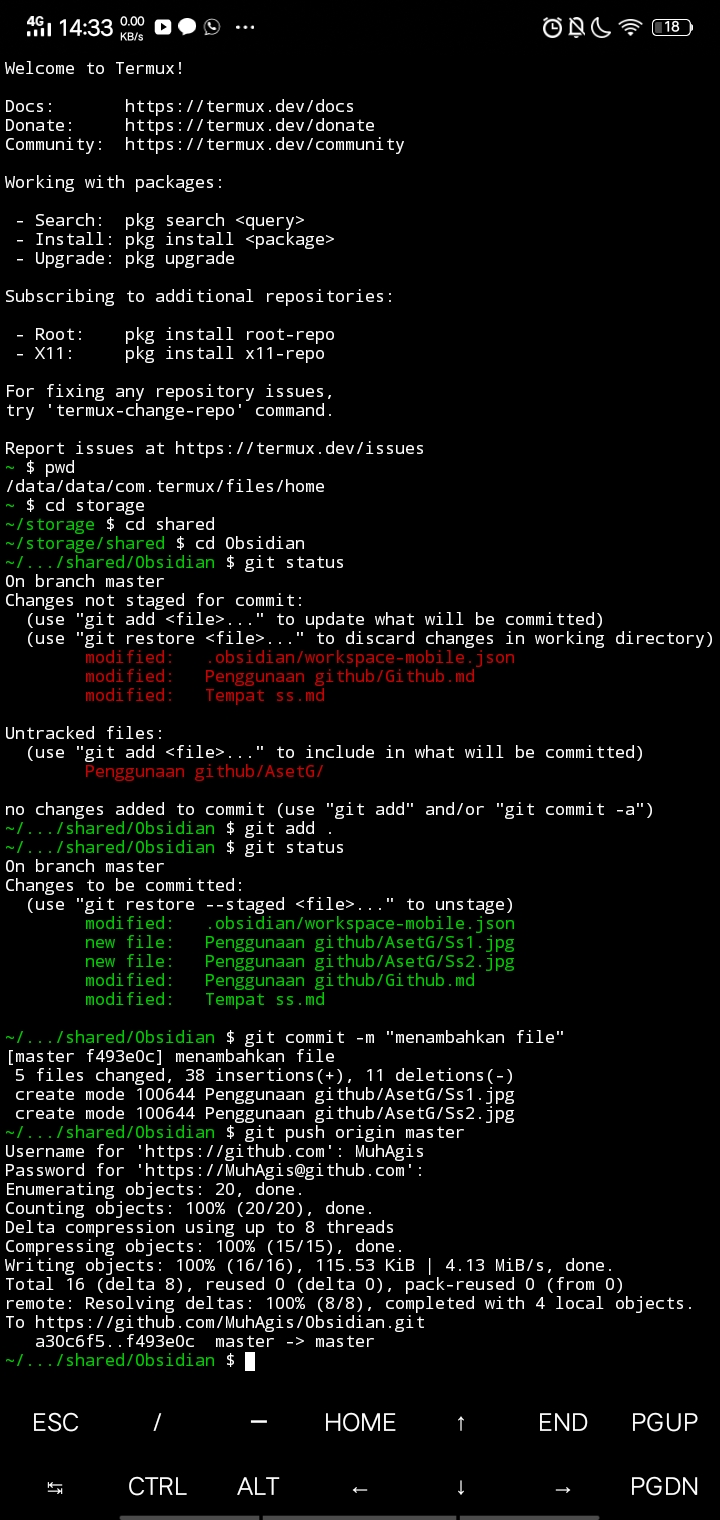 4G 14:33 0.00 KB/s ... 18
Welcome to Termux!
Docs:       https://termux.dev/docs
Donate:     https://termux.dev/donate
Community:  https://termux.dev/community
Working with packages:
 - Search:  pkg search <query>
 - Install: pkg install <package>
 - Upgrade: pkg upgrade
Subscribing to additional repositories:
 - Root:    pkg install root-repo
 - X11:     pkg install x11-repo
For fixing any repository issues,
try 'termux-change-repo' command.
Report issues at https://termux.dev/issues
~ $ pwd
/data/data/com.termux/files/home
~ $ cd storage
~/storage $ cd shared
~/storage/shared $ cd Obsidian
~/.../shared/Obsidian $ git status
On branch master
Changes not staged for commit:
  (use "git add <file>..." to update what will be committed)
  (use "git restore <file>..." to discard changes in working directory)
        modified:   .obsidian/workspace-mobile.json
        modified:   Penggunaan github/Github.md
        modified:   Tempat ss.md
Untracked files:
  (use "git add <file>..." to include in what will be committed)
        Penggunaan github/AsetG/
no changes added to commit (use "git add" and/or "git commit -a")
~/.../shared/Obsidian $ git add .
~/.../shared/Obsidian $ git status
On branch master
Changes to be committed:
  (use "git restore --staged <file>..." to unstage)
        modified:   .obsidian/workspace-mobile.json
        new file:   Penggunaan github/AsetG/Ss1.jpg
        new file:   Penggunaan github/AsetG/Ss2.jpg
        modified:   Penggunaan github/Github.md
        modified:   Tempat ss.md
~/.../shared/Obsidian $ git commit -m "menambahkan file"
[master f493e0c] menambahkan file
 5 files changed, 38 insertions(+), 11 deletions(-)
 create mode 100644 Penggunaan github/AsetG/Ss1.jpg
 create mode 100644 Penggunaan github/AsetG/Ss2.jpg
~/.../shared/Obsidian $ git push origin master
Username for 'https://github.com': MuhAgis
Password for 'https://MuhAgis@github.com':
Enumerating objects: 20, done.
Counting objects: 100% (20/20), done.
Delta compression using up to 8 threads
Compressing objects: 100% (15/15), done.
Writing objects: 100% (16/16), 115.53 KiB | 4.13 MiB/s, done.
Total 16 (delta 8), reused 0 (delta 0), pack-reused 0 (from 0)
remote: Resolving deltas: 100% (8/8), completed with 4 local objects.
To https://github.com/MuhAgis/Obsidian.git
   a30c6f5..f493e0c  master -> master
~/.../shared/Obsidian $
ESC / — HOME ↑ END PGUP
↹ CTRL ALT ← ↓ → PGDN